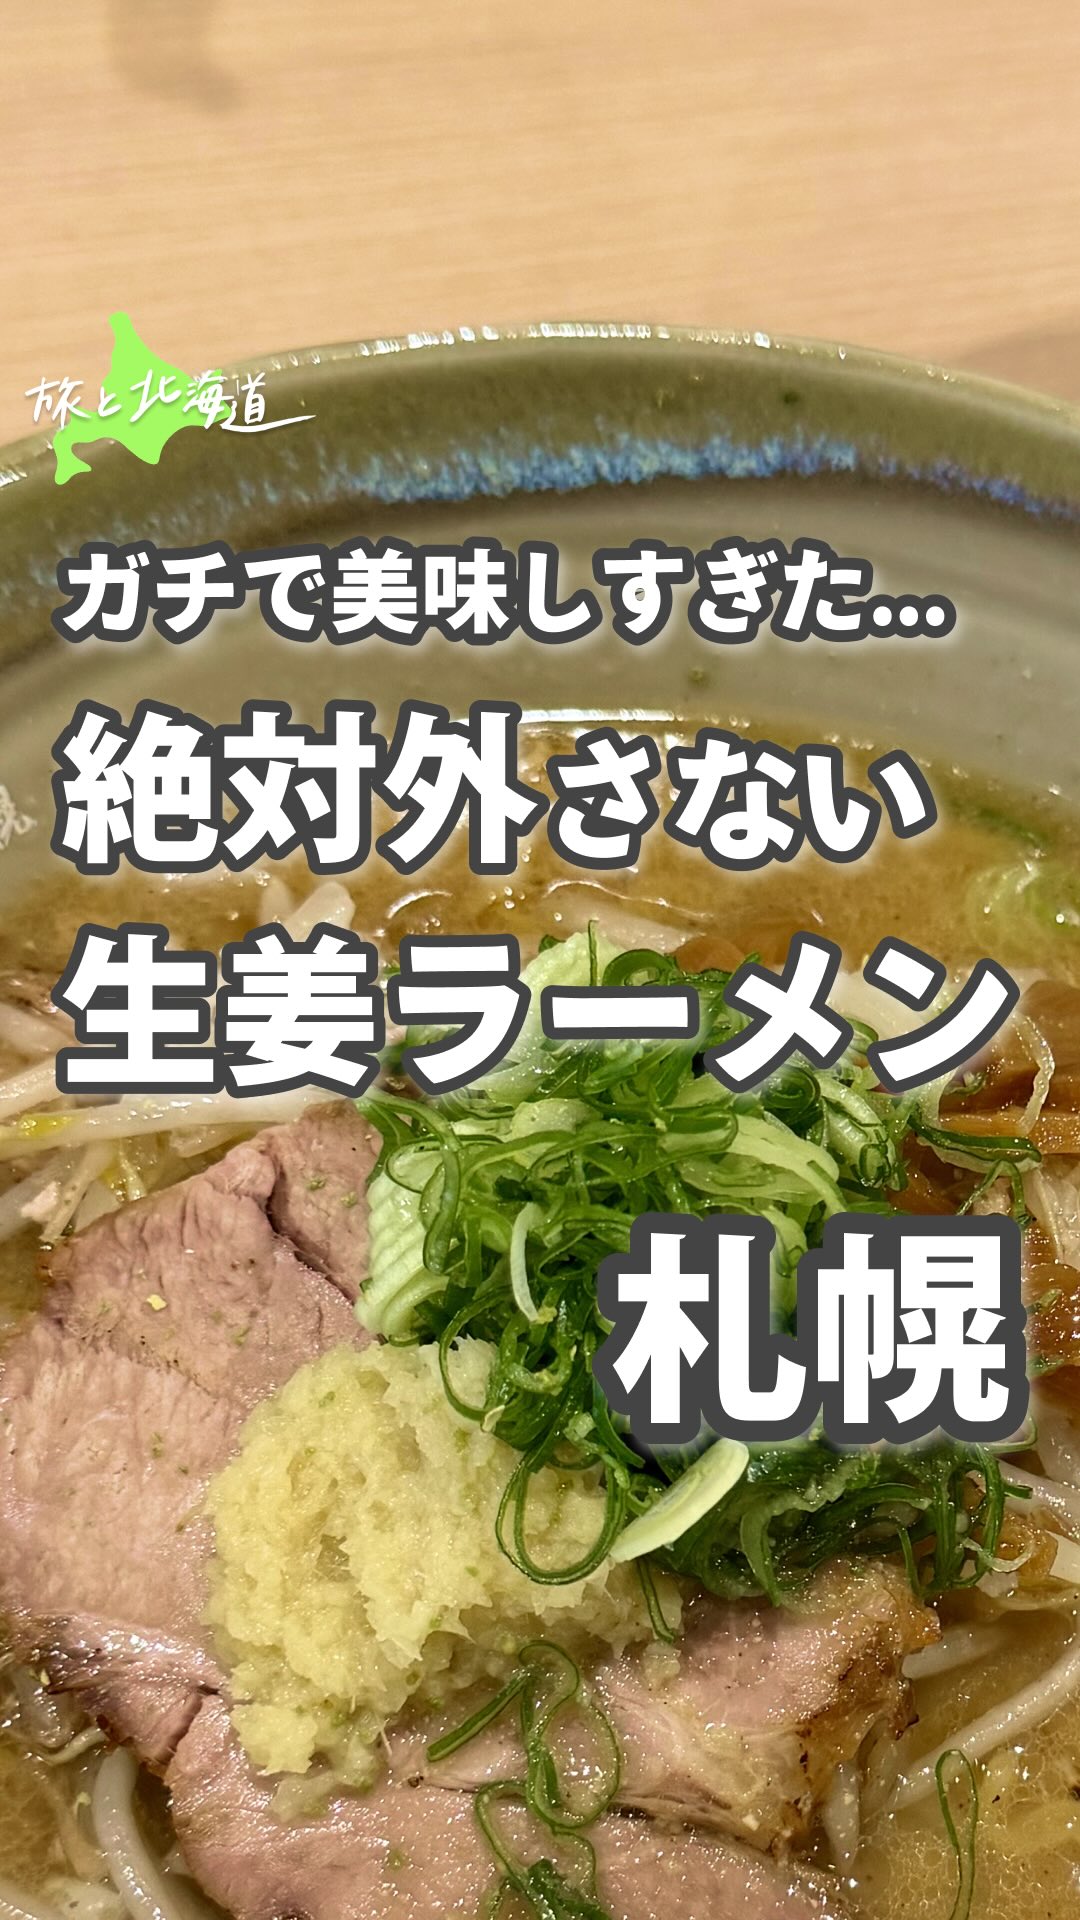 旅と北海道
ガチで美味しすぎた...
絶対外さない
生姜ラーメン
札幌